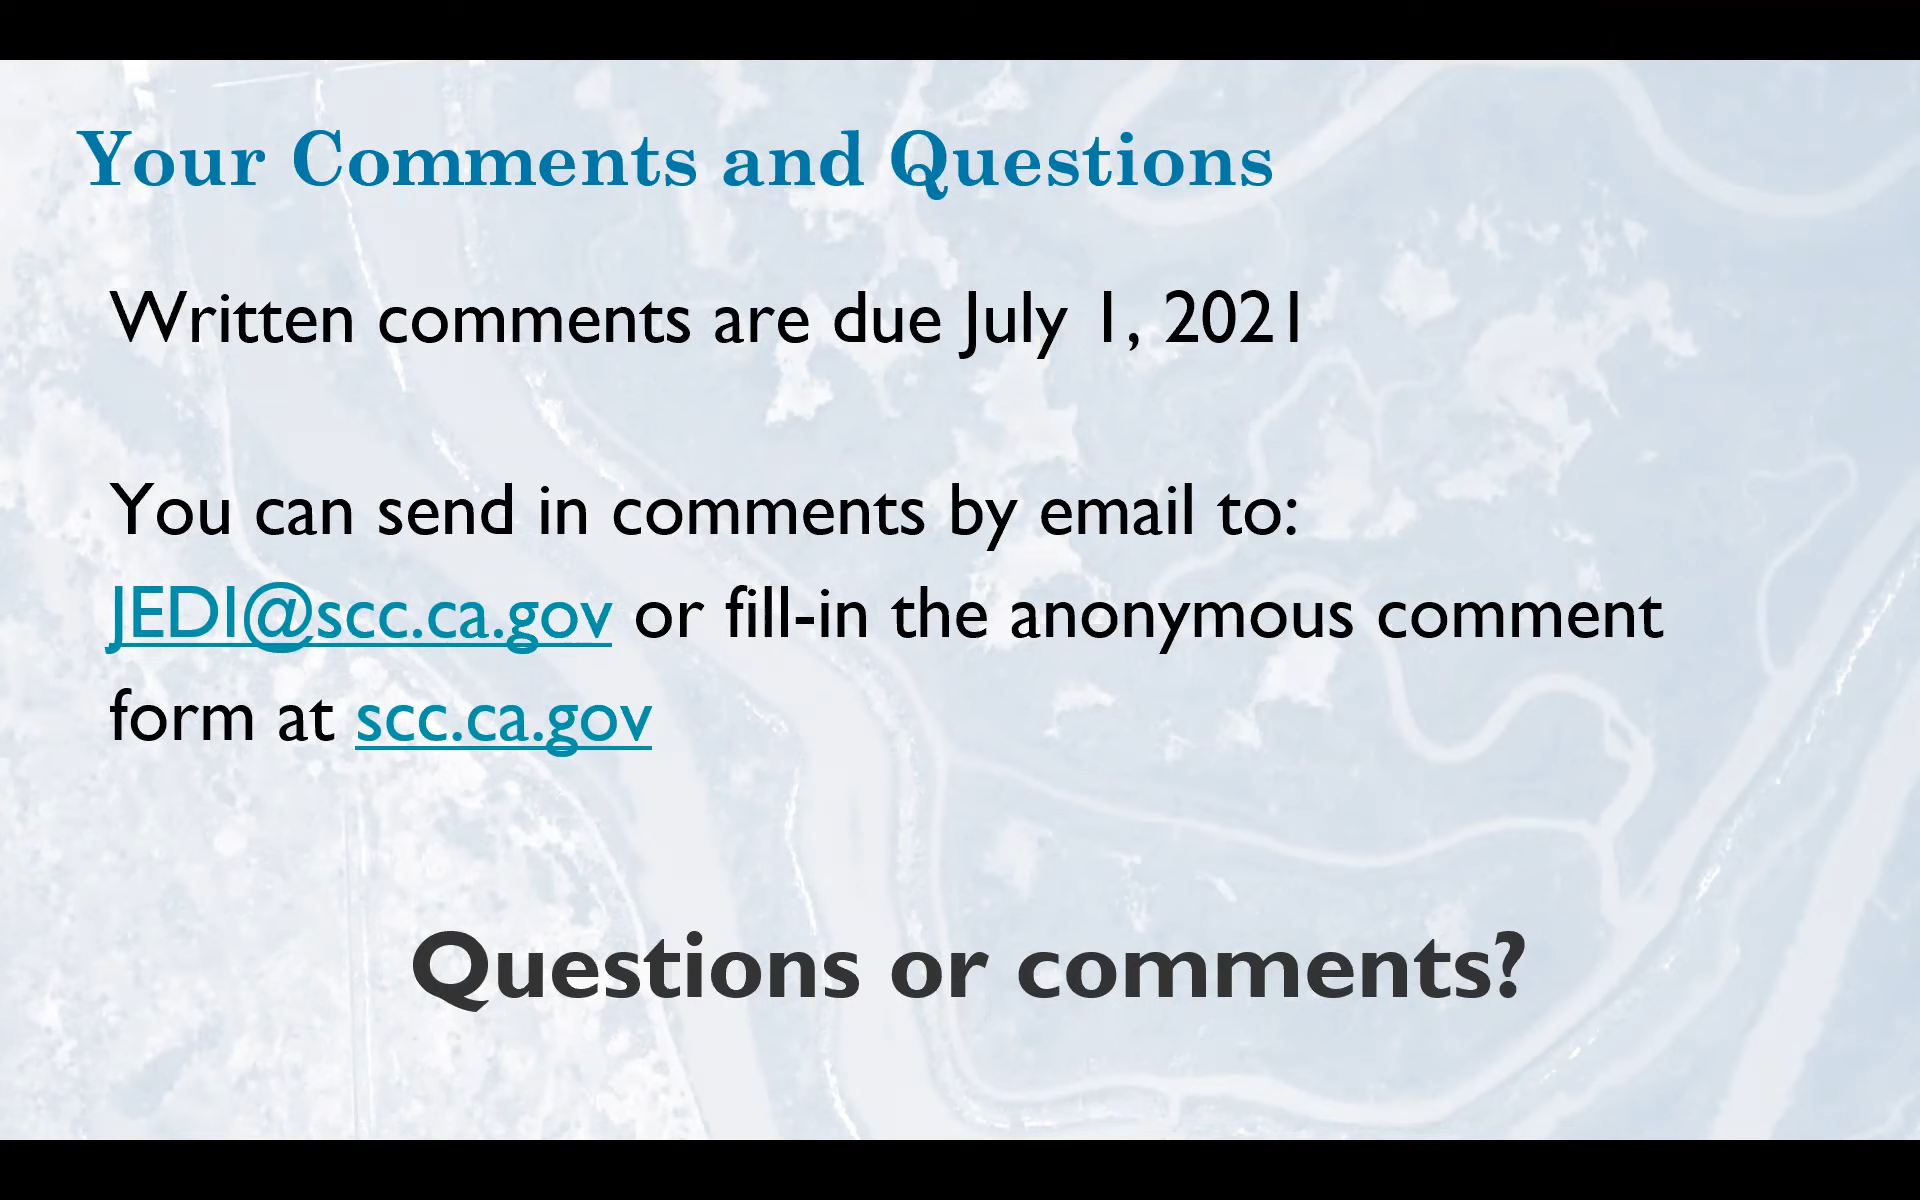 Your Comments and Questions
Written comments are due July 1, 2021
You can send in comments by email to:
JEDI@scc.ca.gov or fill-in the anonymous comment
form at scc.ca.gov
Questions or comments?